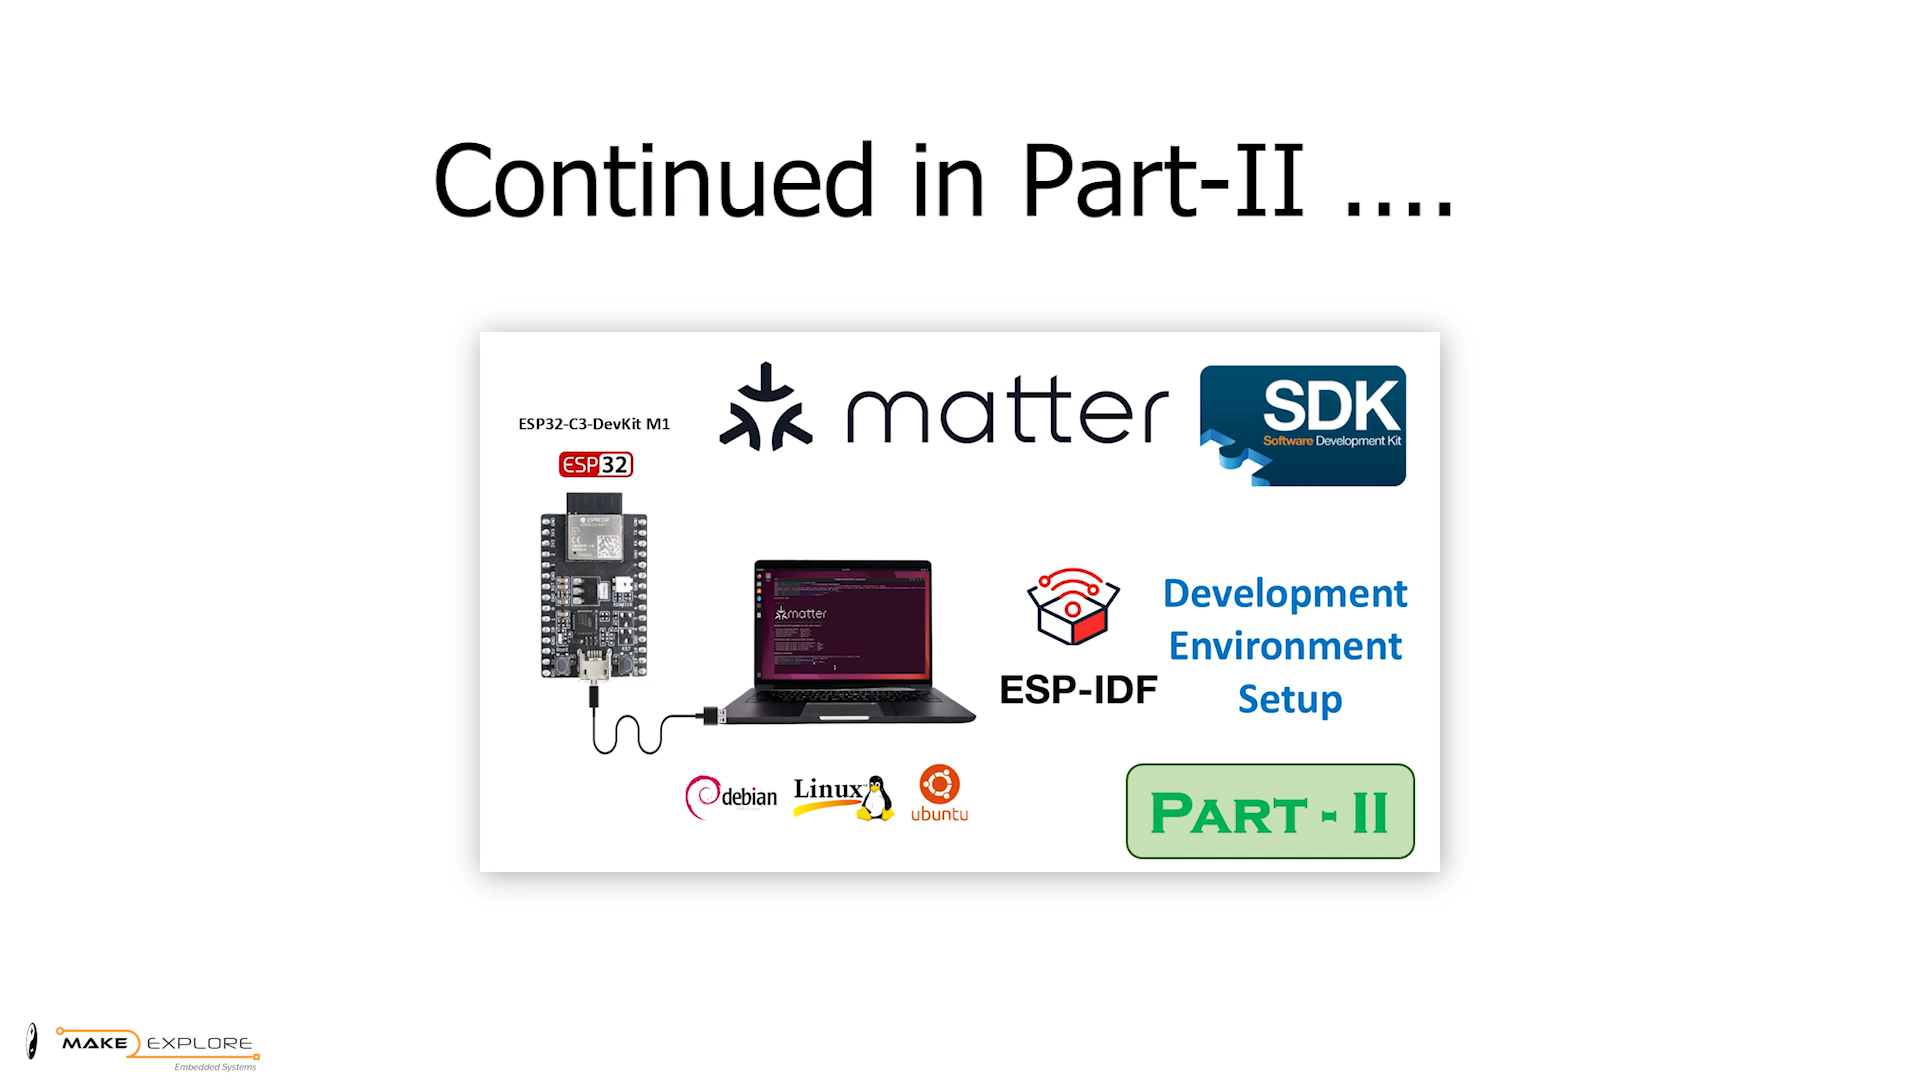 Continued in Part-II ....
matter
SDK
Software Development Kit
ESP32-C3-DevKit M1
ESP32
matter
ESP-IDF
Development
Environment
Setup
debian
Linux
ubuntu
PART - II
MAKE EXPLORE
Embedded Systems